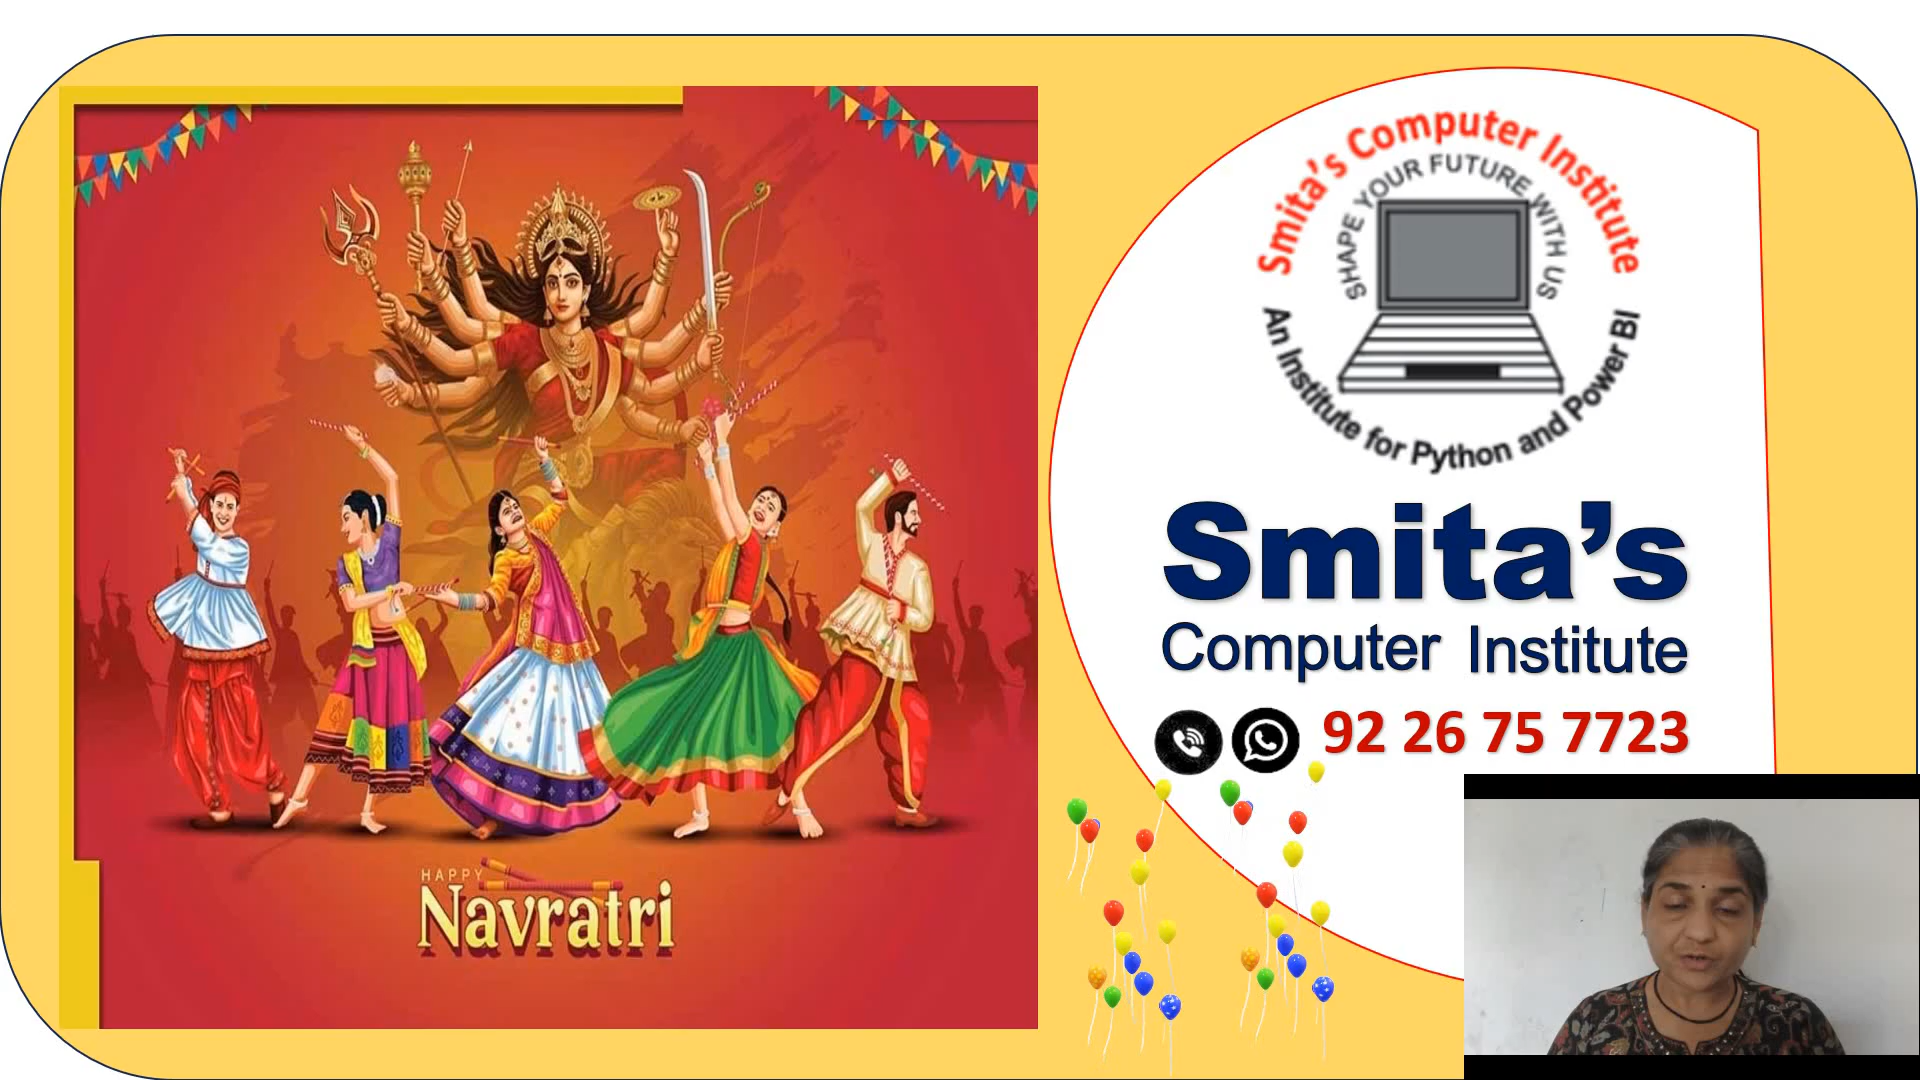 HAPPY
Navratri
Smita's Computer Institute
SHAPE YOUR FUTURE WITH US
An Institute for Python and Power BI
Smita’s
Computer Institute
92 26 75 7723